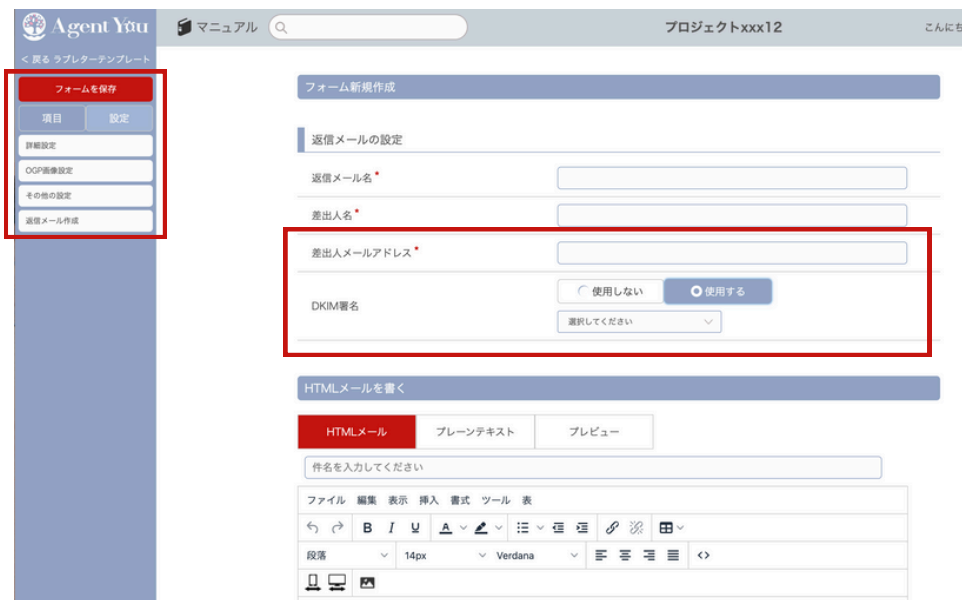 Agent You
マニュアル
プロジェクトxxx12
こんにち
< 戻る ラブレターテンプレート
フォームを保存
項目 設定
詳細設定
OGP画像設定
その他の設定
返信メール作成
フォーム新規作成
返信メールの設定
返信メール名*
差出人名*
差出人メールアドレス*
DKIM署名
使用しない 使用する
選択してください
HTMLメールを書く
HTMLメール プレーンテキスト プレビュー
件名を入力してください
ファイル 編集 表示 挿入 書式 ツール 表
B I U A
段落 14px Verdana